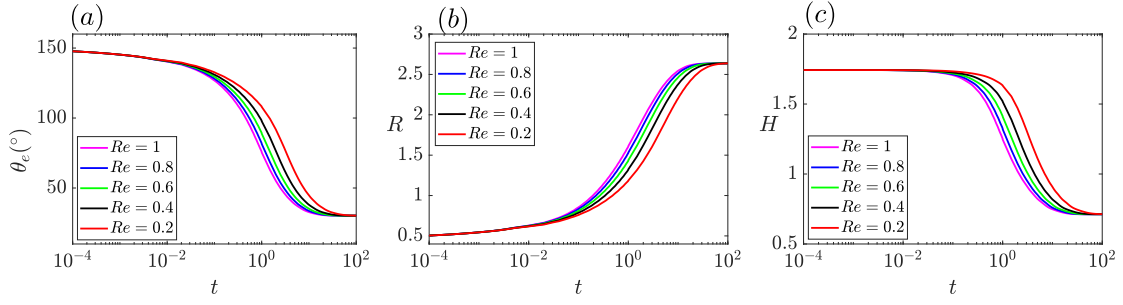 (a)
150
100
50
θ_e(°)
Re = 1
Re = 0.8
Re = 0.6
Re = 0.4
Re = 0.2
10^{-4} 10^{-2} 10^0 10^2
t
(b)
3
2.5
2
1.5
1
0.5
R
Re = 1
Re = 0.8
Re = 0.6
Re = 0.4
Re = 0.2
10^{-4} 10^{-2} 10^0 10^2
t
(c)
2
1.5
1
0.5
H
Re = 1
Re = 0.8
Re = 0.6
Re = 0.4
Re = 0.2
10^{-4} 10^{-2} 10^0 10^2
t